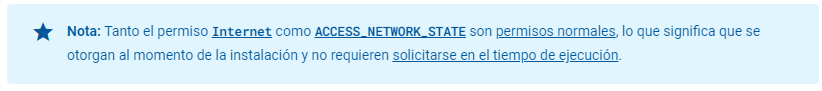 Nota: Tanto el permiso Internet como ACCESS_NETWORK_STATE son permisos normales, lo que significa que se
otorgan al momento de la instalación y no requieren solicitarse en el tiempo de ejecución.